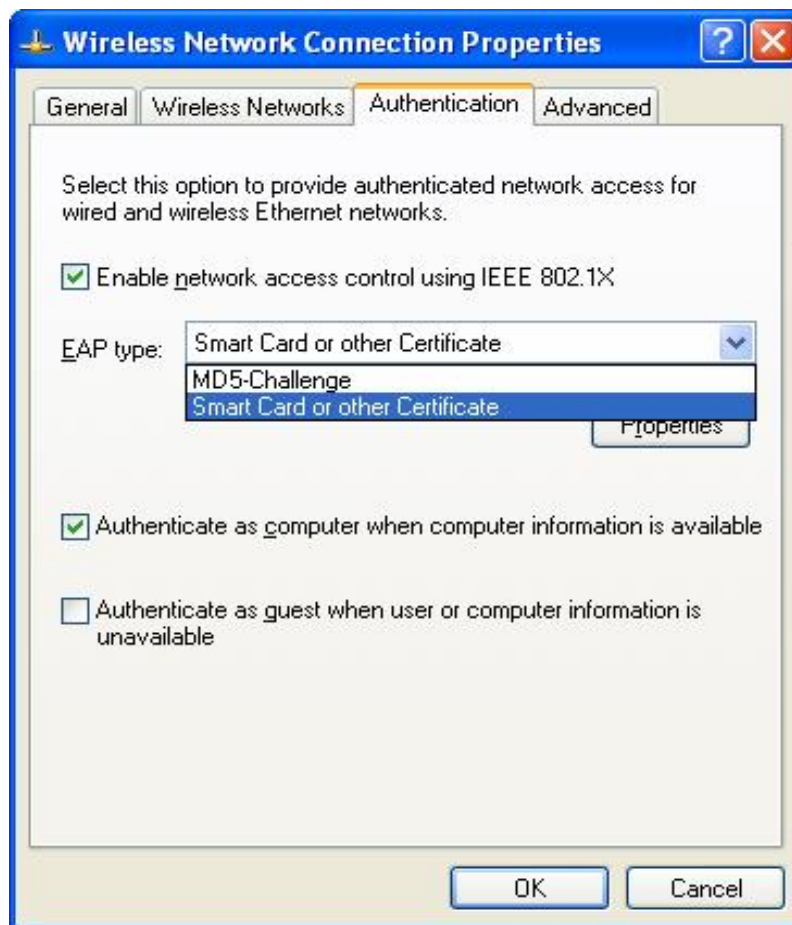 Wireless Network Connection Properties
General Wireless Networks Authentication Advanced
Select this option to provide authenticated network access for
wired and wireless Ethernet networks.
Enable network access control using IEEE 802.1X
EAP type: Smart Card or other Certificate
MD5-Challenge
Smart Card or other Certificate
Properties
Authenticate as computer when computer information is available
Authenticate as guest when user or computer information is
unavailable
OK Cancel